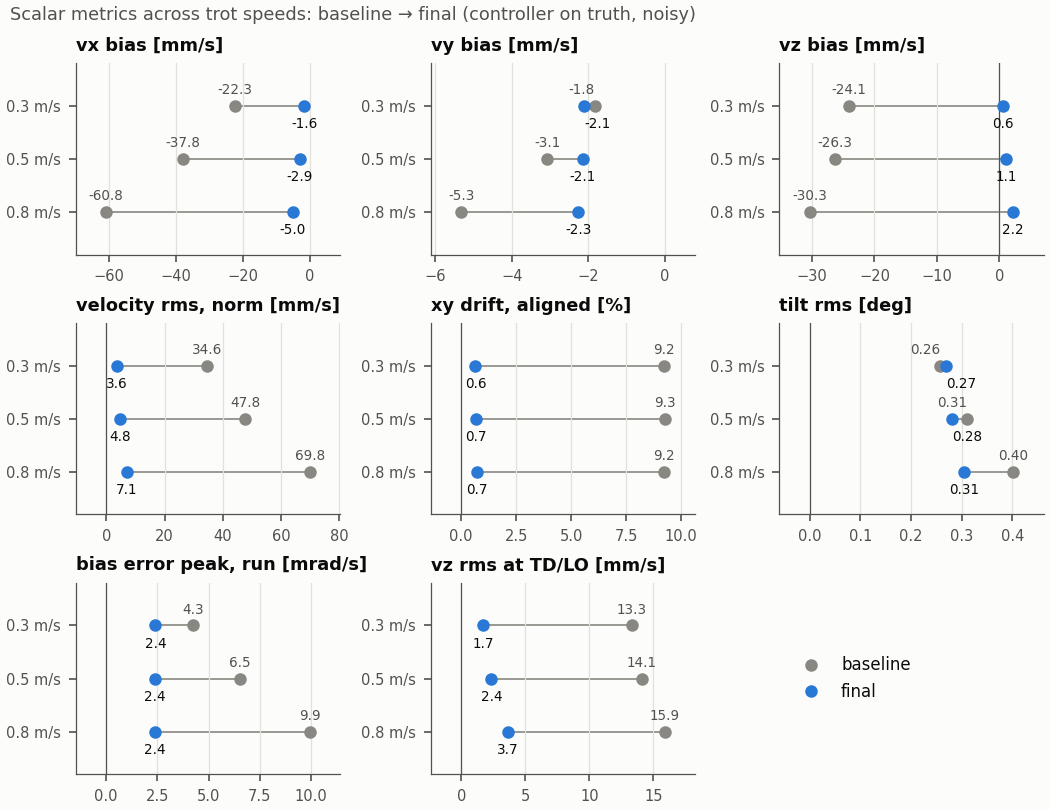 Scalar metrics across trot speeds: baseline → final (controller on truth, noisy)
vx bias [mm/s]
0.3 m/s
0.5 m/s
0.8 m/s
-22.3
-1.6
-37.8
-2.9
-60.8
-5.0
−60
−40
−20
0
vy bias [mm/s]
0.3 m/s
0.5 m/s
0.8 m/s
-1.8
-2.1
-3.1
-2.1
-5.3
-2.3
−6
−4
−2
0
vz bias [mm/s]
0.3 m/s
0.5 m/s
0.8 m/s
-24.1
0.6
-26.3
1.1
-30.3
2.2
−30
−20
−10
0
velocity rms, norm [mm/s]
0.3 m/s
0.5 m/s
0.8 m/s
34.6
3.6
47.8
4.8
69.8
7.1
0
20
40
60
80
xy drift, aligned [%]
0.3 m/s
0.5 m/s
0.8 m/s
9.2
0.6
9.3
0.7
9.2
0.7
0.0
2.5
5.0
7.5
10.0
tilt rms [deg]
0.3 m/s
0.5 m/s
0.8 m/s
0.26
0.27
0.31
0.28
0.40
0.31
0.0
0.1
0.2
0.3
0.4
bias error peak, run [mrad/s]
0.3 m/s
0.5 m/s
0.8 m/s
4.3
2.4
6.5
2.4
9.9
2.4
0.0
2.5
5.0
7.5
10.0
vz rms at TD/LO [mm/s]
0.3 m/s
0.5 m/s
0.8 m/s
13.3
1.7
14.1
2.4
15.9
3.7
0
5
10
15
baseline
final